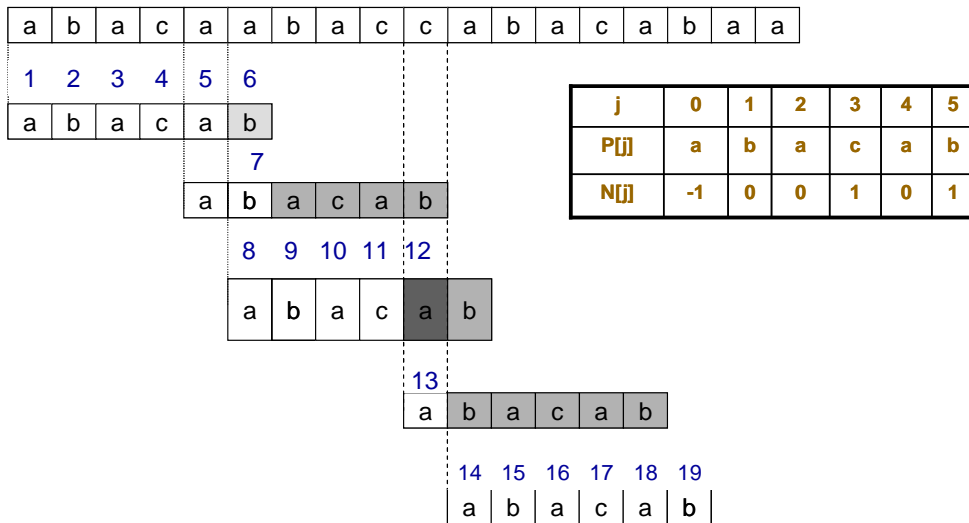 a b a c a a b a c c a b a c a b a a
1 2 3 4 5 6
a b a c a b
7
a b a c a b
8 9 10 11 12
a b a c a b
13
a b a c a b
14 15 16 17 18 19
a b a c a b
j 0 1 2 3 4 5
P[j] a b a c a b
N[j] -1 0 0 1 0 1